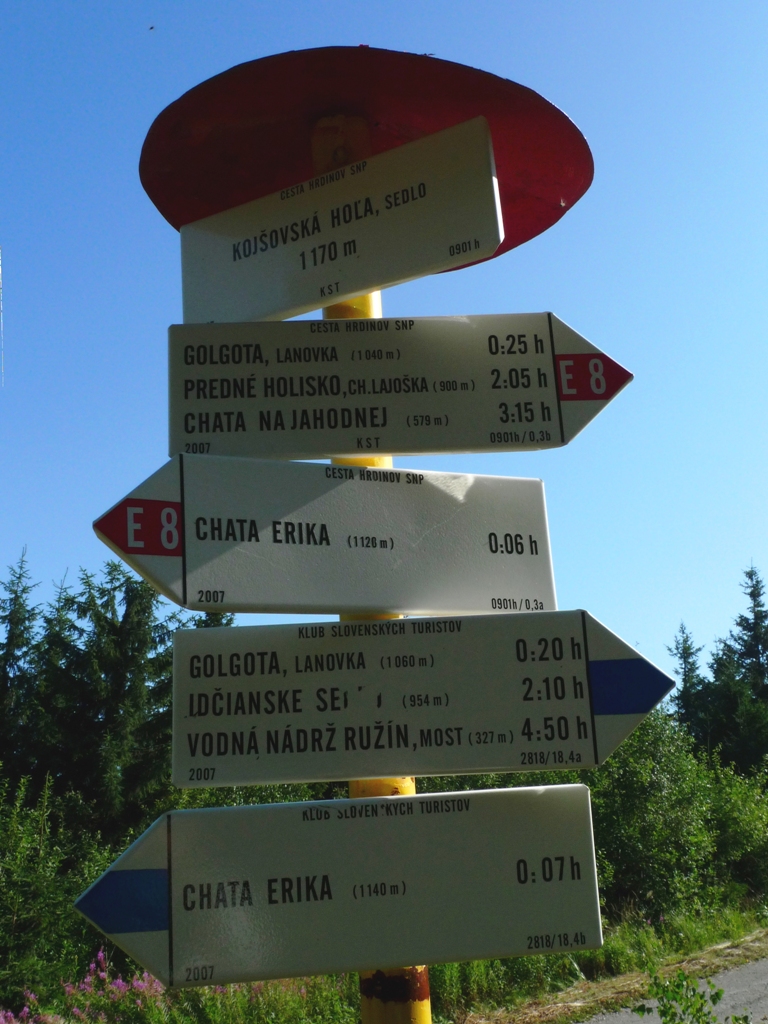 CESTA HRDINOV SNP
KOJŠOVSKÁ HOĽA, SEDLO
1170 m
KST
0901h
CESTA HRDINOV SNP
GOLGOTA, LANOVKA (1040 m) 0:25 h
PREDNÉ HOLISKO, CH. LAJOŠKA (900 m) 2:05 h
CHATA NA JAHODNEJ (579 m) 3:15 h
2007 KST 0901h/0,3b
E 8
CESTA HRDINOV SNP
E 8
CHATA ERIKA (1120 m) 0:06 h
2007 0901h/0,3a
KLUB SLOVENSKÝCH TURISTOV
GOLGOTA, LANOVKA (1060 m) 0:20 h
IDČIANSKE (954 m) 2:10 h
VODNÁ NÁDRŽ RUŽÍN, MOST (327 m) 4:50 h
2007 2818/18,4a
KLUB SLOVENSKÝCH TURISTOV
CHATA ERIKA (1140 m) 0:07 h
2007 2818/18,4b